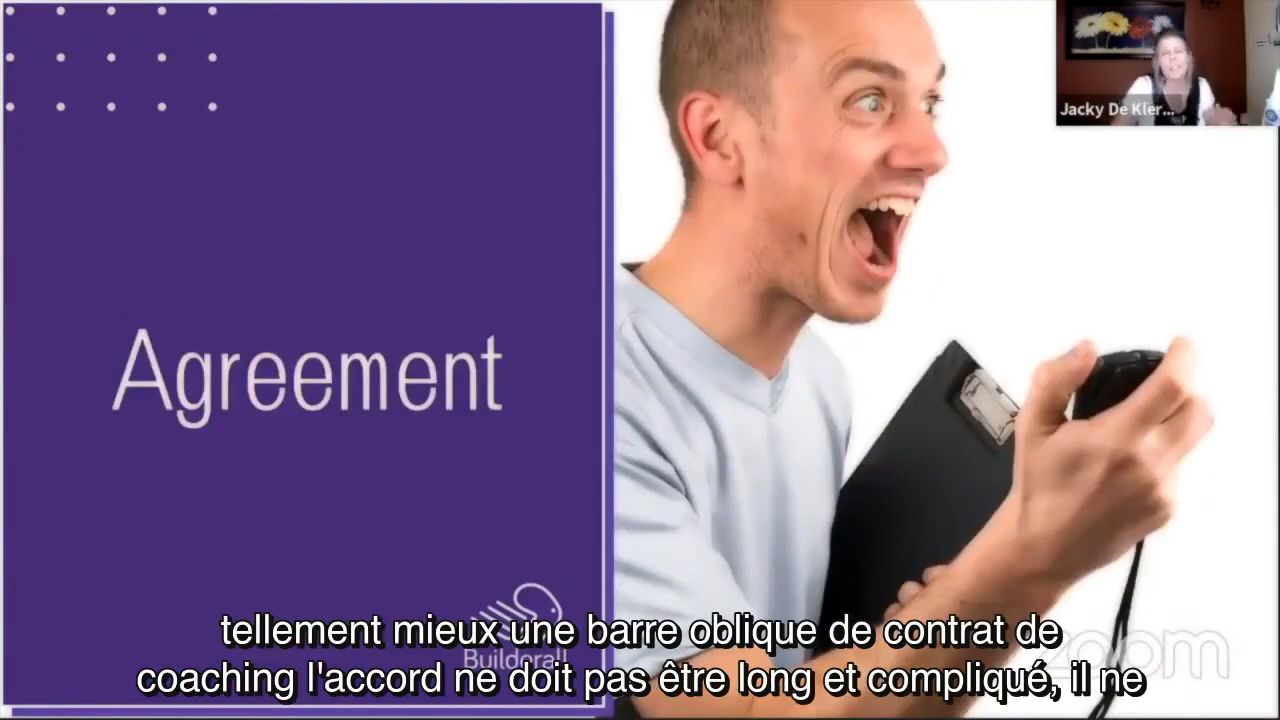 Jacky De Kler...
Agreement
Builderall
zoom
tellement mieux une barre oblique de contrat de
coaching l'accord ne doit pas être long et compliqué, il ne